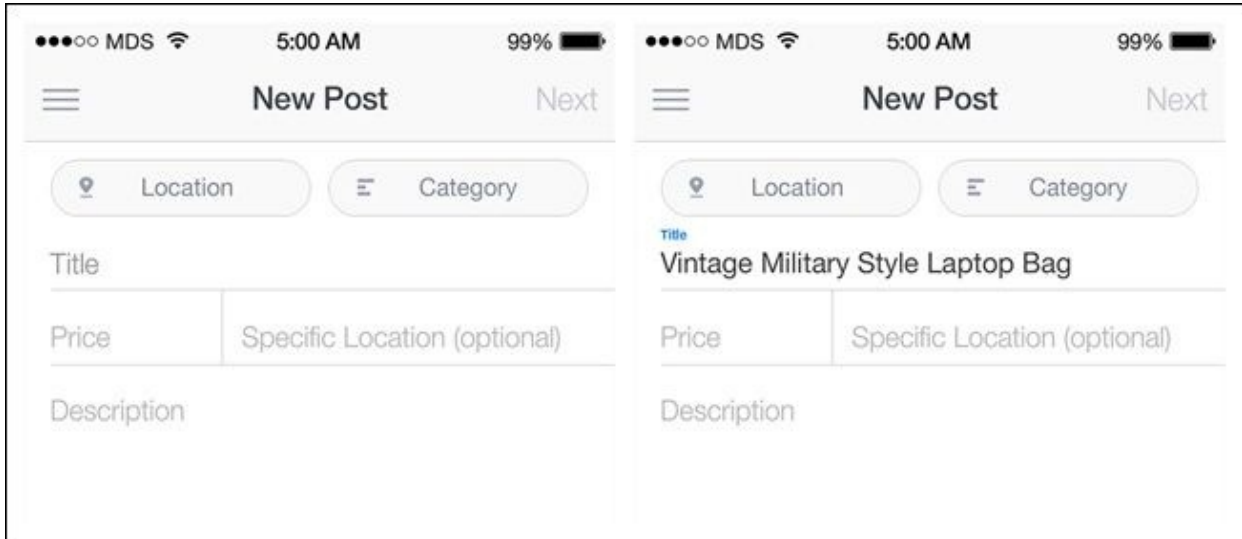 MDS 5:00 AM 99%
New Post Next
Location Category
Title
Price Specific Location (optional)
Description
MDS 5:00 AM 99%
New Post Next
Location Category
Title
Vintage Military Style Laptop Bag
Price Specific Location (optional)
Description